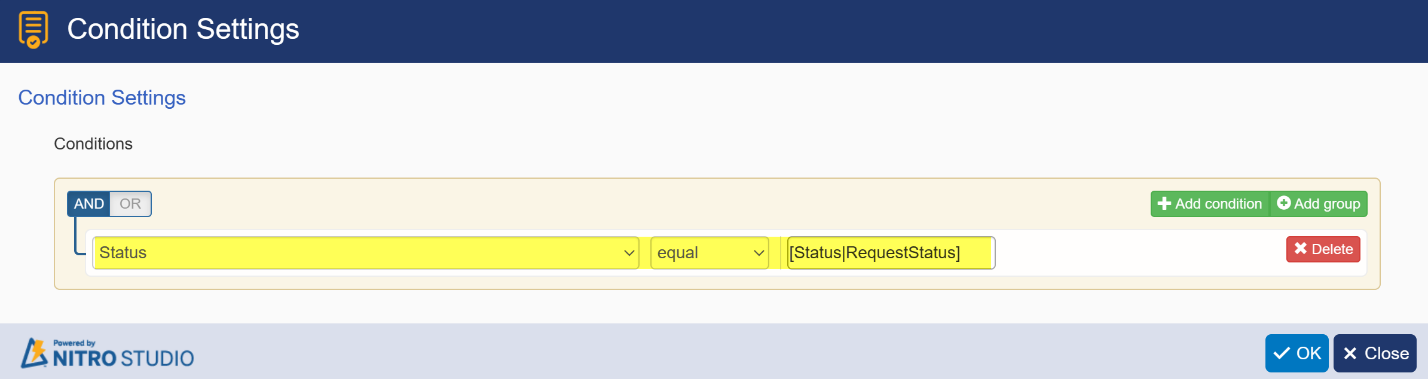 Condition Settings
Condition Settings
Conditions
AND OR Add condition Add group
Status equal [Status|RequestStatus] Delete
Powered by
NITRO STUDIO OK Close